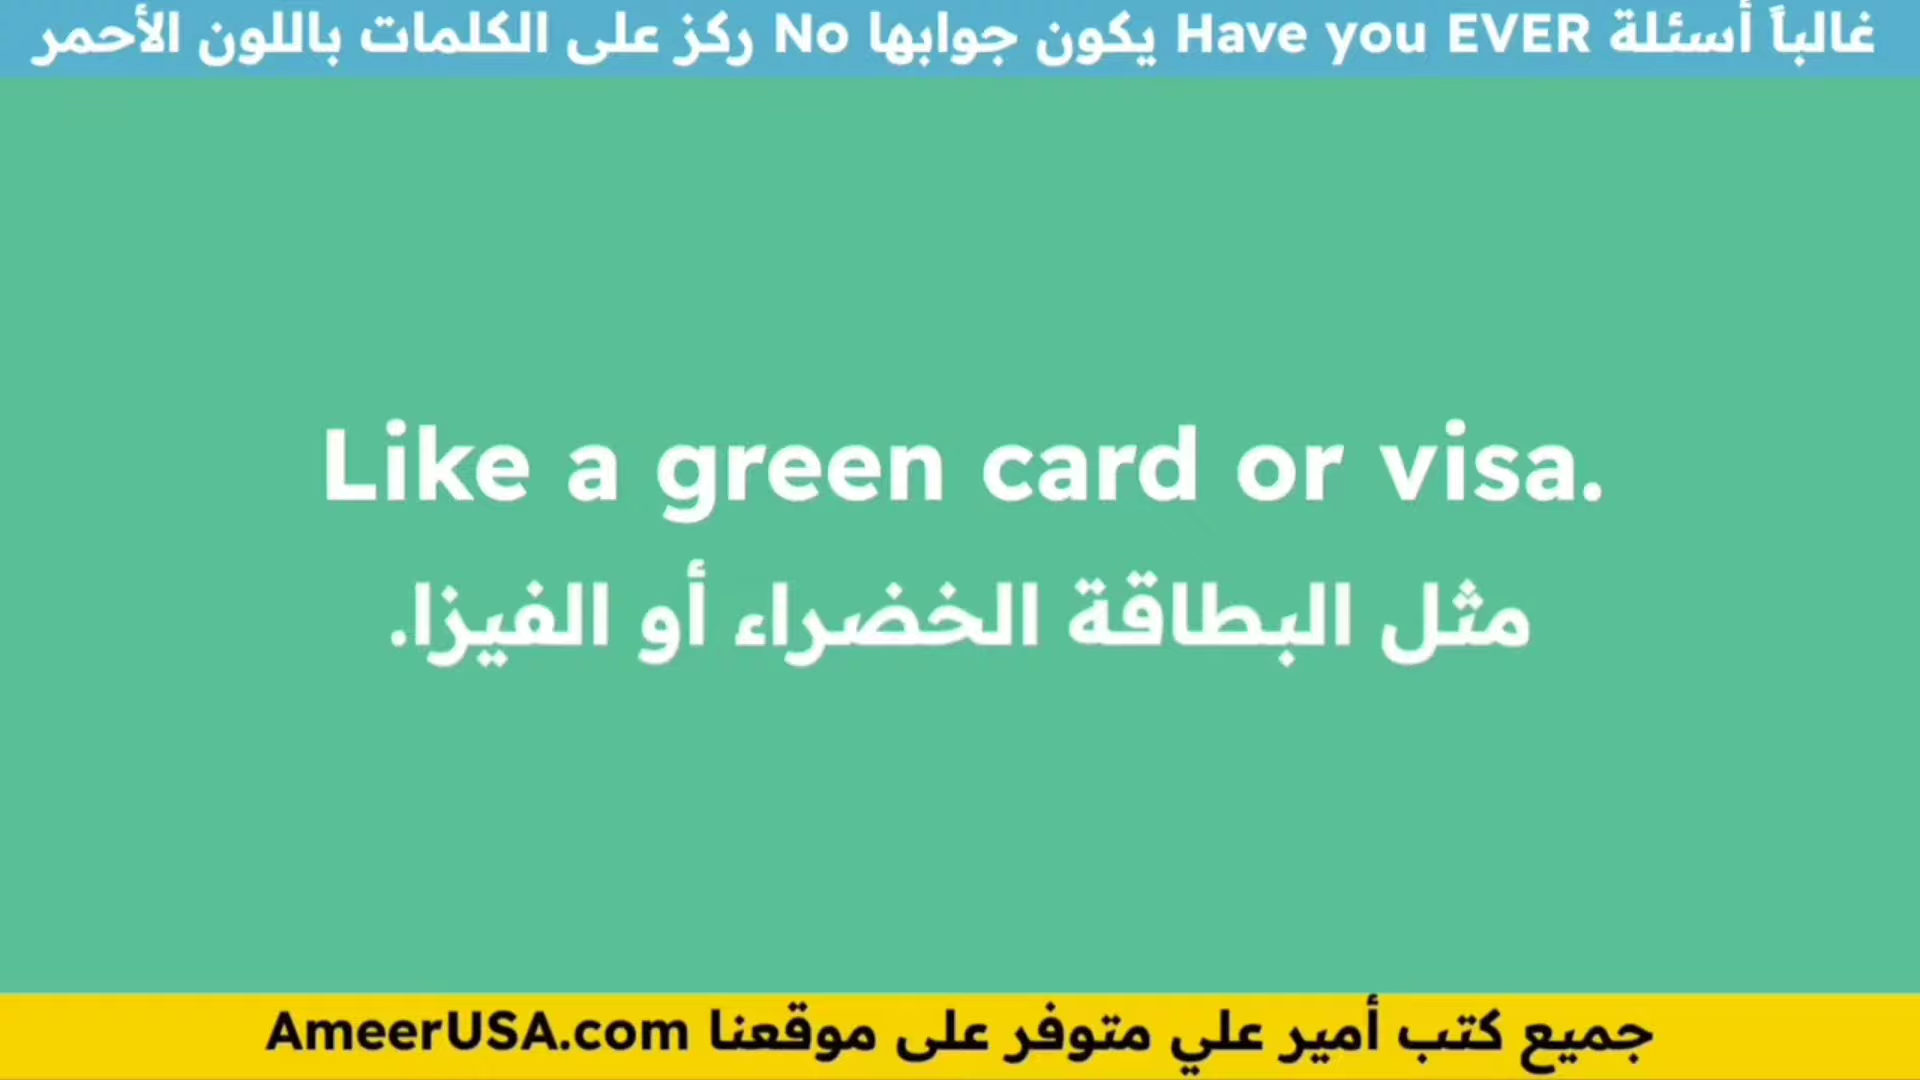 غالباً أسئلة Have you EVER يكون جوابها No ركز على الكلمات باللون الأحمر
Like a green card or visa.
مثل البطاقة الخضراء أو الفيزا.
جميع كتب أمير علي متوفر على موقعنا AmeerUSA.com